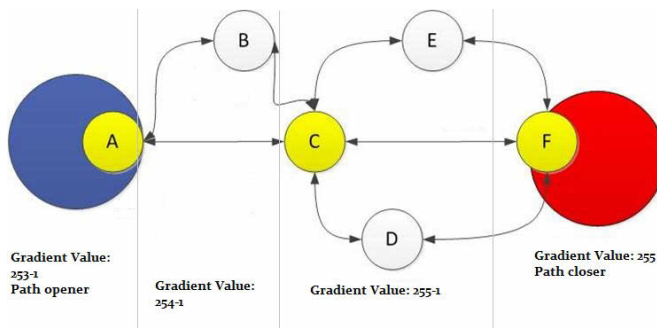 B
E
A
C
F
D
Gradient Value:
253-1
Path opener
Gradient Value:
254-1
Gradient Value: 255-1
Gradient Value: 255
Path closer